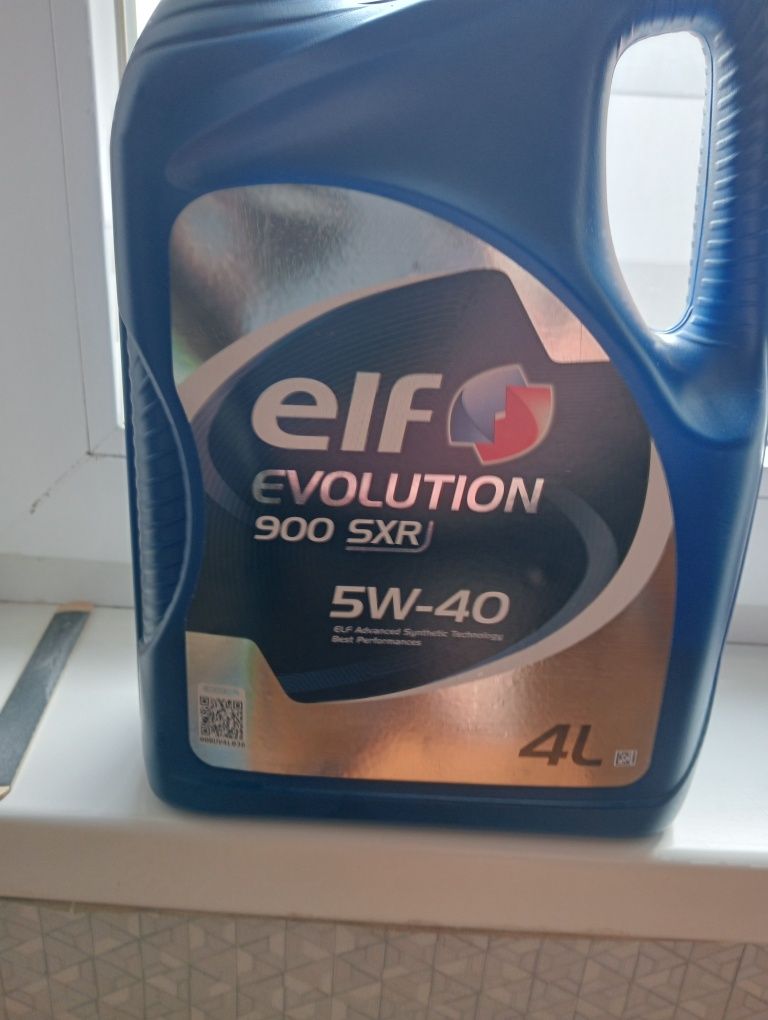 elf
EVOLUTION
900 SXR
5W-40
ELF Advanced Synthetic Technology
Best Performances
4L